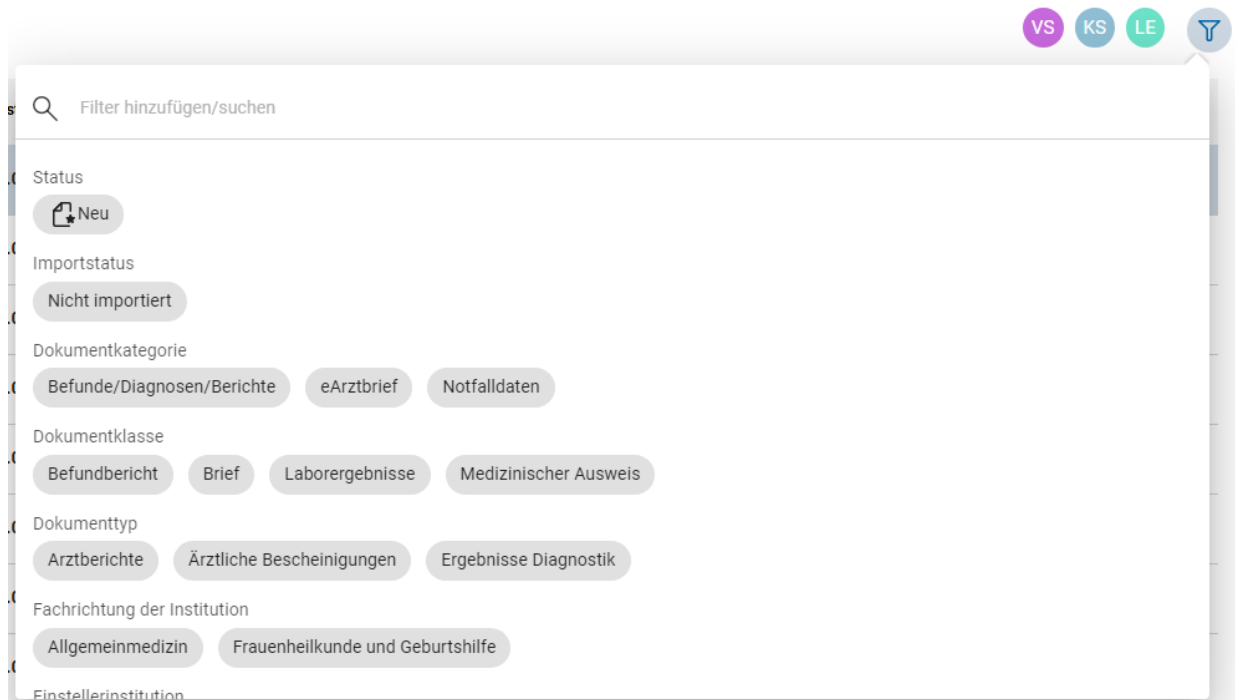 VS KS LE
Filter hinzufügen/suchen
Status
Neu
Importstatus
Nicht importiert
Dokumentkategorie
Befunde/Diagnosen/Berichte eArztbrief Notfalldaten
Dokumentklasse
Befundbericht Brief Laborergebnisse Medizinischer Ausweis
Dokumenttyp
Arztberichte Ärztliche Bescheinigungen Ergebnisse Diagnostik
Fachrichtung der Institution
Allgemeinmedizin Frauenheilkunde und Geburtshilfe
Einstellerinstitution